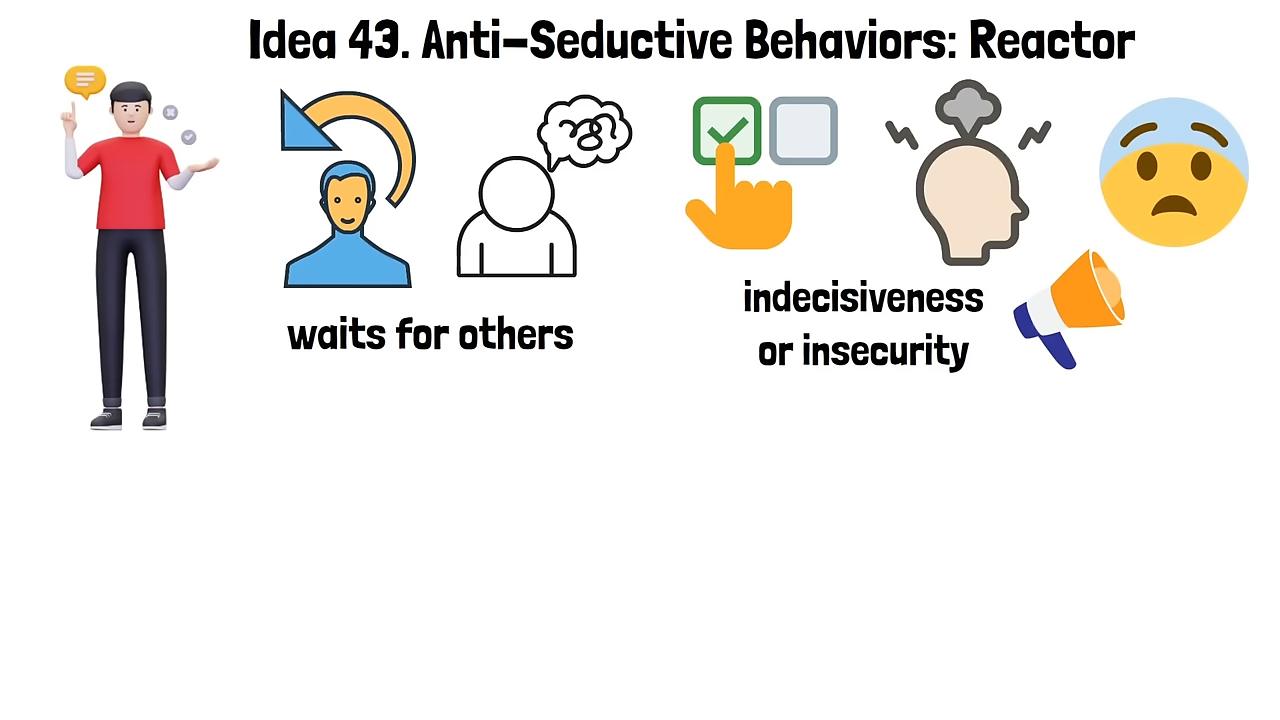 Idea 43. Anti-Seductive Behaviors: Reactor
waits for others
indecisiveness
or insecurity